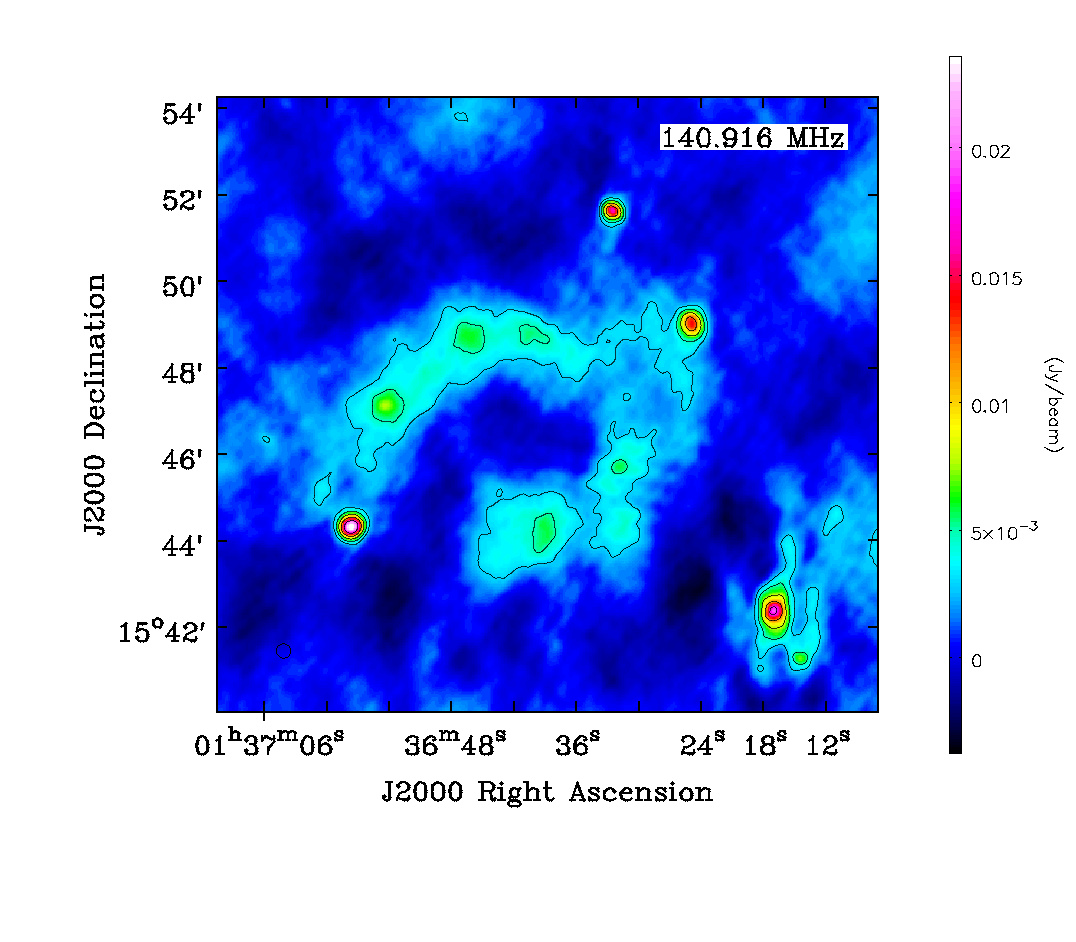 140.916 MHz
54'
52'
50'
48'
46'
44'
15°42'
J2000 Declination
01ʰ37ᵐ06ˢ 36ᵐ48ˢ 36ˢ 24ˢ 18ˢ 12ˢ
J2000 Right Ascension
0.02
0.015
0.01
5×10⁻³
0
(Jy/beam)